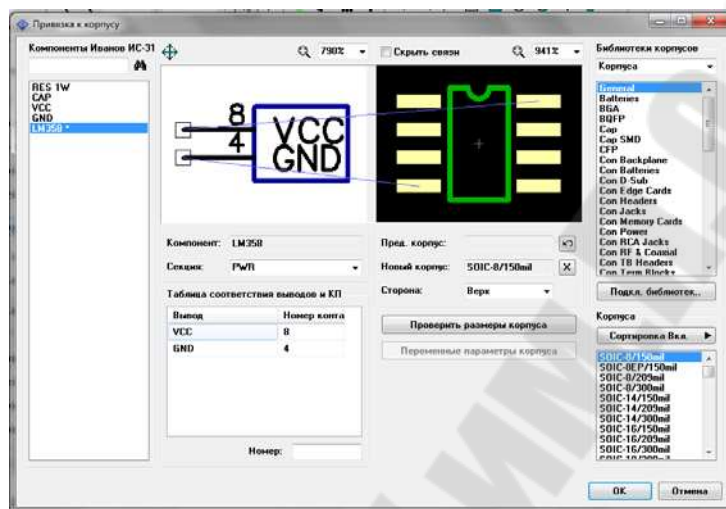 Привязка к корпусу
Компоненты Иванов ИС-31
790%
Скрыть связи
941%
Библиотеки корпусов
Корпуса
RES 1W
CAP
VCC
GND
LM358 *
8
4
VCC
GND
General
Batteries
BGA
BQFP
Cap
Cap SMD
CFP
Con Backplane
Con Batteries
Con D-Sub
Con Edge Cards
Con Headers
Con Jacks
Con Memory Cards
Con Power
Con RCA Jacks
Con RF & Coaxial
Con TB Headers
Con Term Blocks
Компонент: LM358
Секция: PWR
Пред. корпус:
Новый корпус: SOIC-8/150mil
X
Сторона: Верх
Подкл. библиотек...
Таблица соответствия выводов и КП
Вывод Номер конта
VCC 8
GND 4
Номер:
Проверить размеры корпуса
Переменные параметры корпуса
Корпуса
Сортировка Вкл.
SOIC-8/150mil
SOIC-8EP/150mil
SOIC-8/209mil
SOIC-8/300mil
SOIC-14/150mil
SOIC-14/209mil
SOIC-14/300mil
SOIC-16/150mil
SOIC-16/209mil
SOIC-16/300mil
OK
Отмена